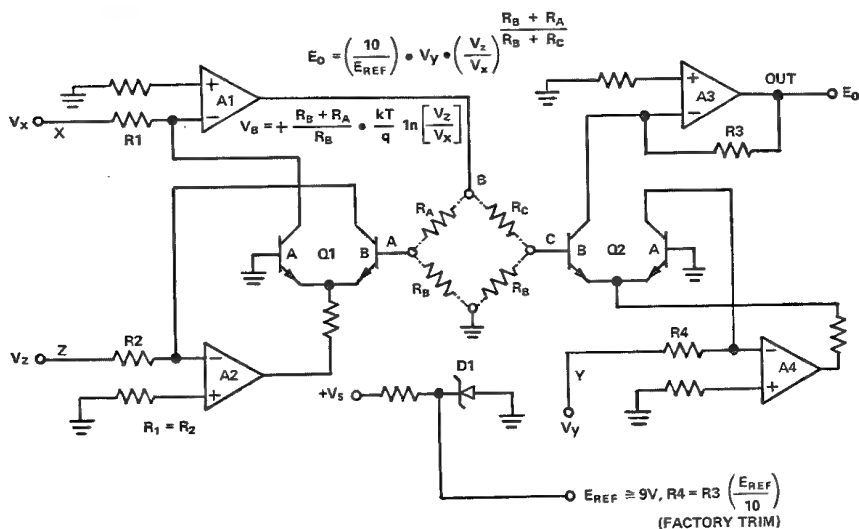 E₀ = (10 / E_REF) • Vy • (V_z / V_x) ^ (R_B + R_A) / (R_B + R_C)
A1
+
−
A3
+
−
OUT
E₀
V_x
X
R1
V_B = + (R_B + R_A) / R_B • kT / q ln [V_z / V_x]
R3
B
R_A
R_C
A
Q1
B
A
C
B
Q2
A
R_B
R_B
V_z
Z
R2
−
A2
+
R₁ = R₂
D1
+V_s
R4
−
A4
+
Y
Vy
E_REF ≅ 9V, R4 = R3 (E_REF / 10)
(FACTORY TRIM)